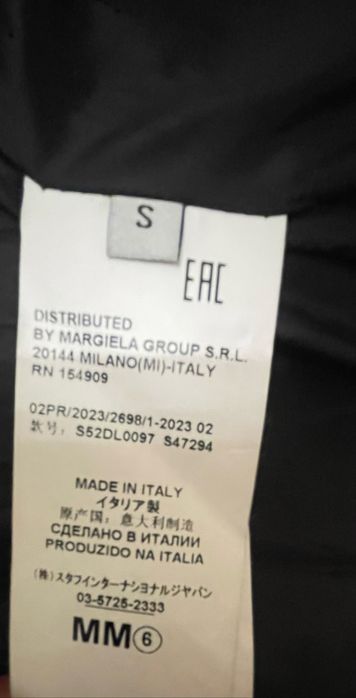 S
EAC
DISTRIBUTED
BY MARGIELA GROUP S.R.L.
20144 MILANO(MI)-ITALY
RN 154909
02PR/2023/2698/1-2023 02
款号: S52DL0097 S47294
MADE IN ITALY
イタリア製
原产国: 意大利制造
СДЕЛАНО В ИТАЛИИ
PRODUZIDO NA ITALIA
(株)スタッフインターナショナルジャパン
03-5725-2333
MM⑥